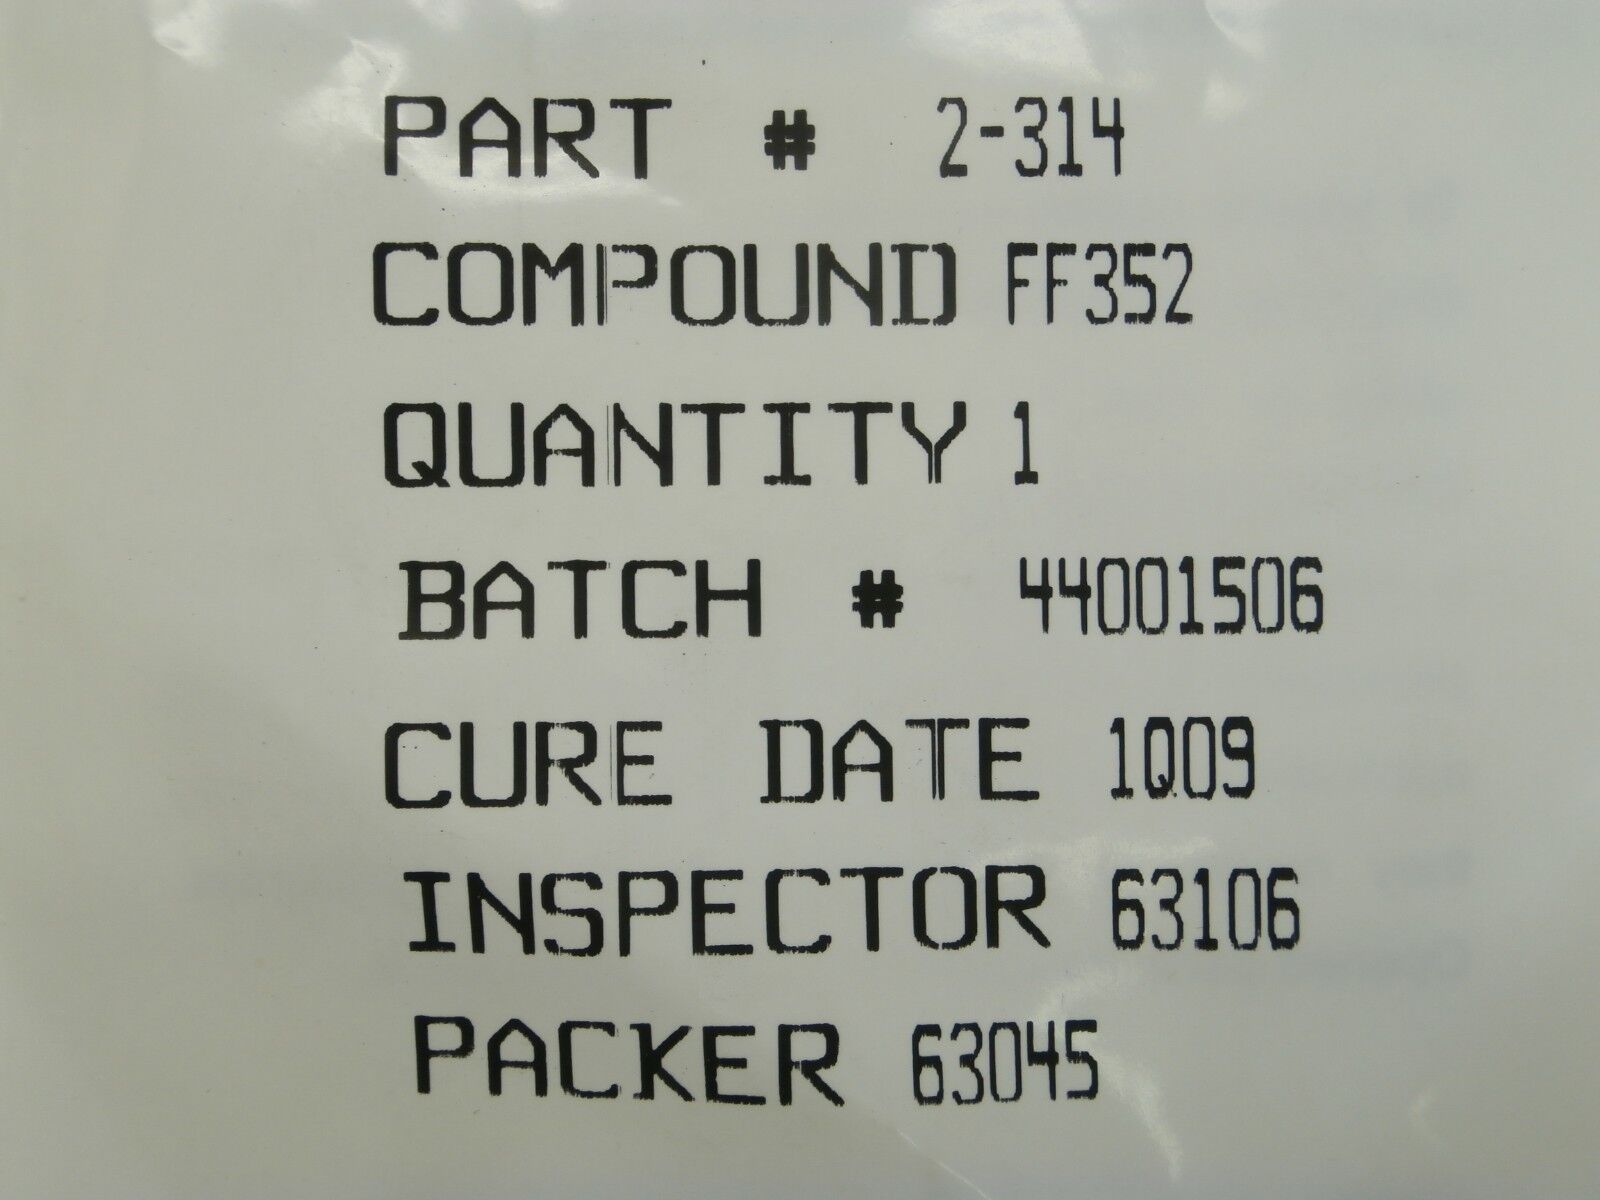 PART # 2-314
COMPOUND FF352
QUANTITY 1
BATCH # 44001506
CURE DATE 1Q09
INSPECTOR 63106
PACKER 63045